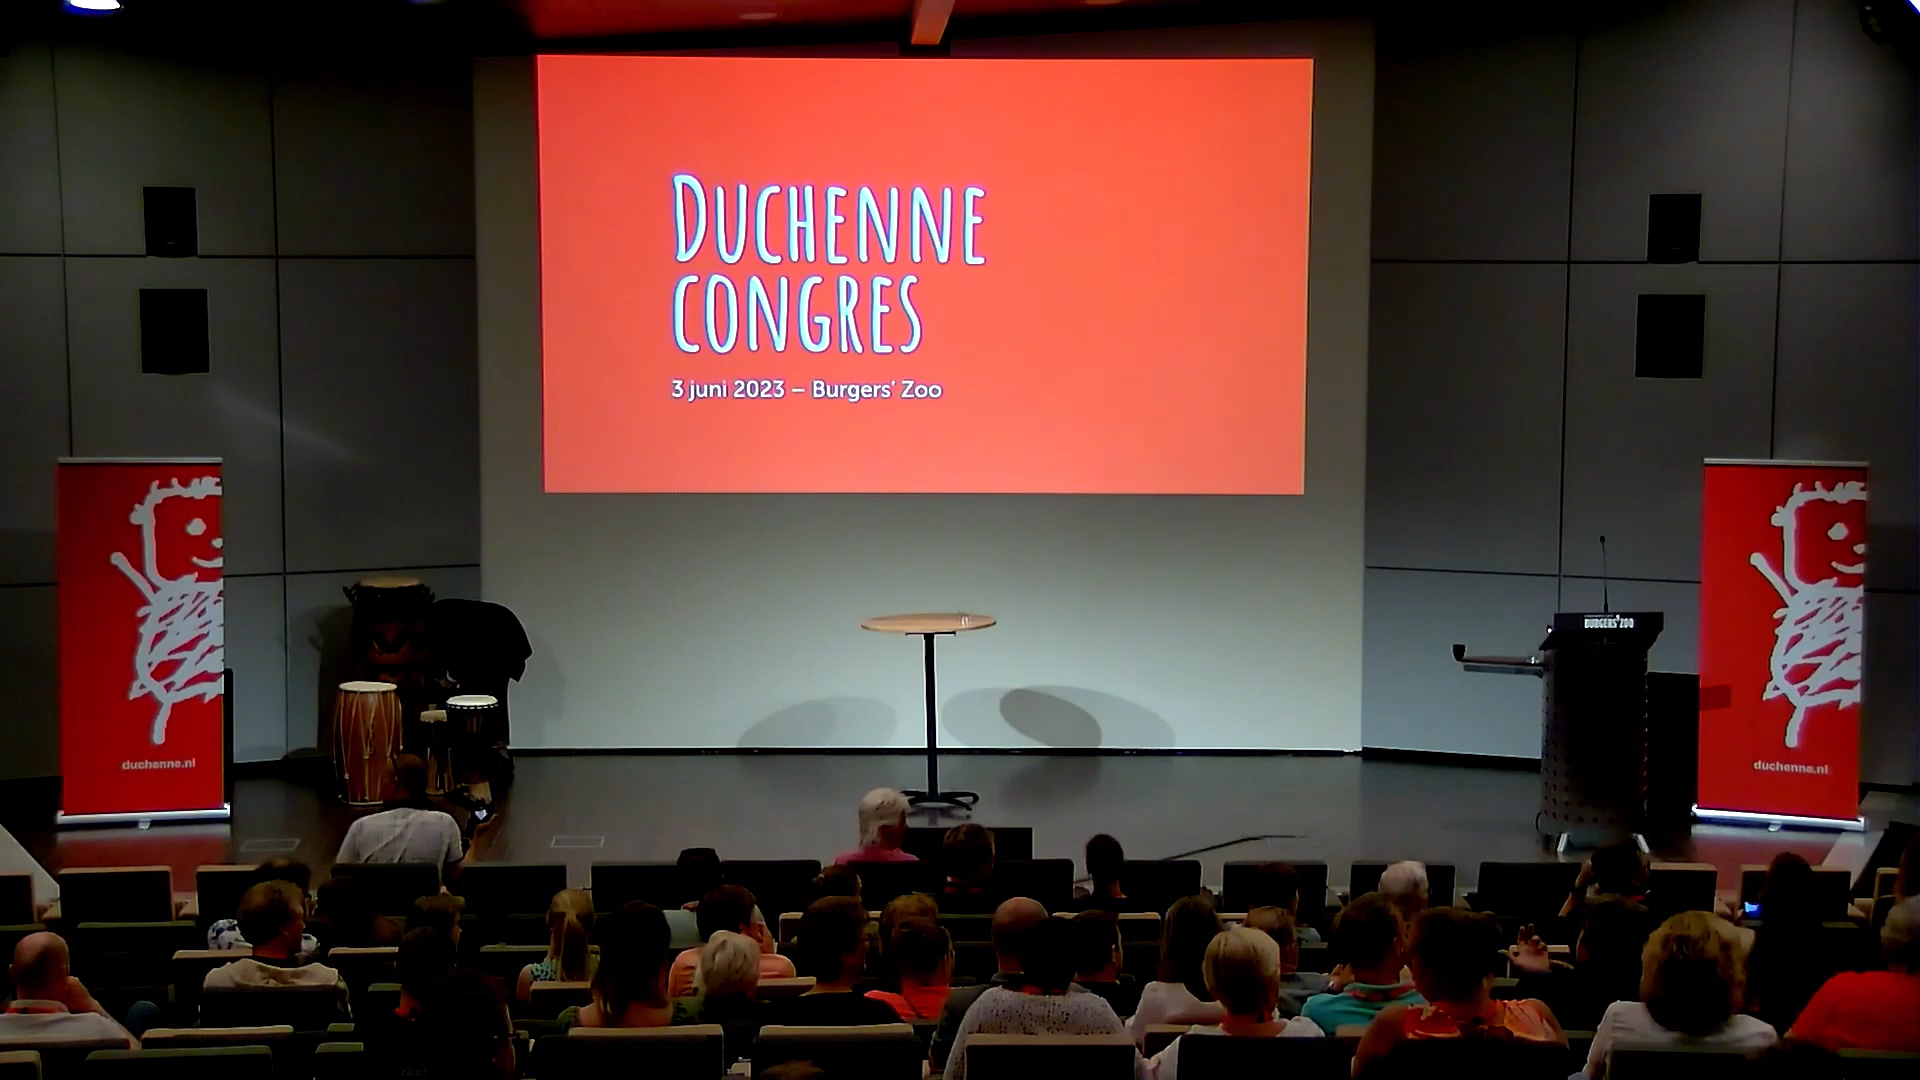 DUCHENNE
CONGRES
3 juni 2023 – Burgers' Zoo
BURGERS' ZOO
duchenne.nl
duchenne.nl